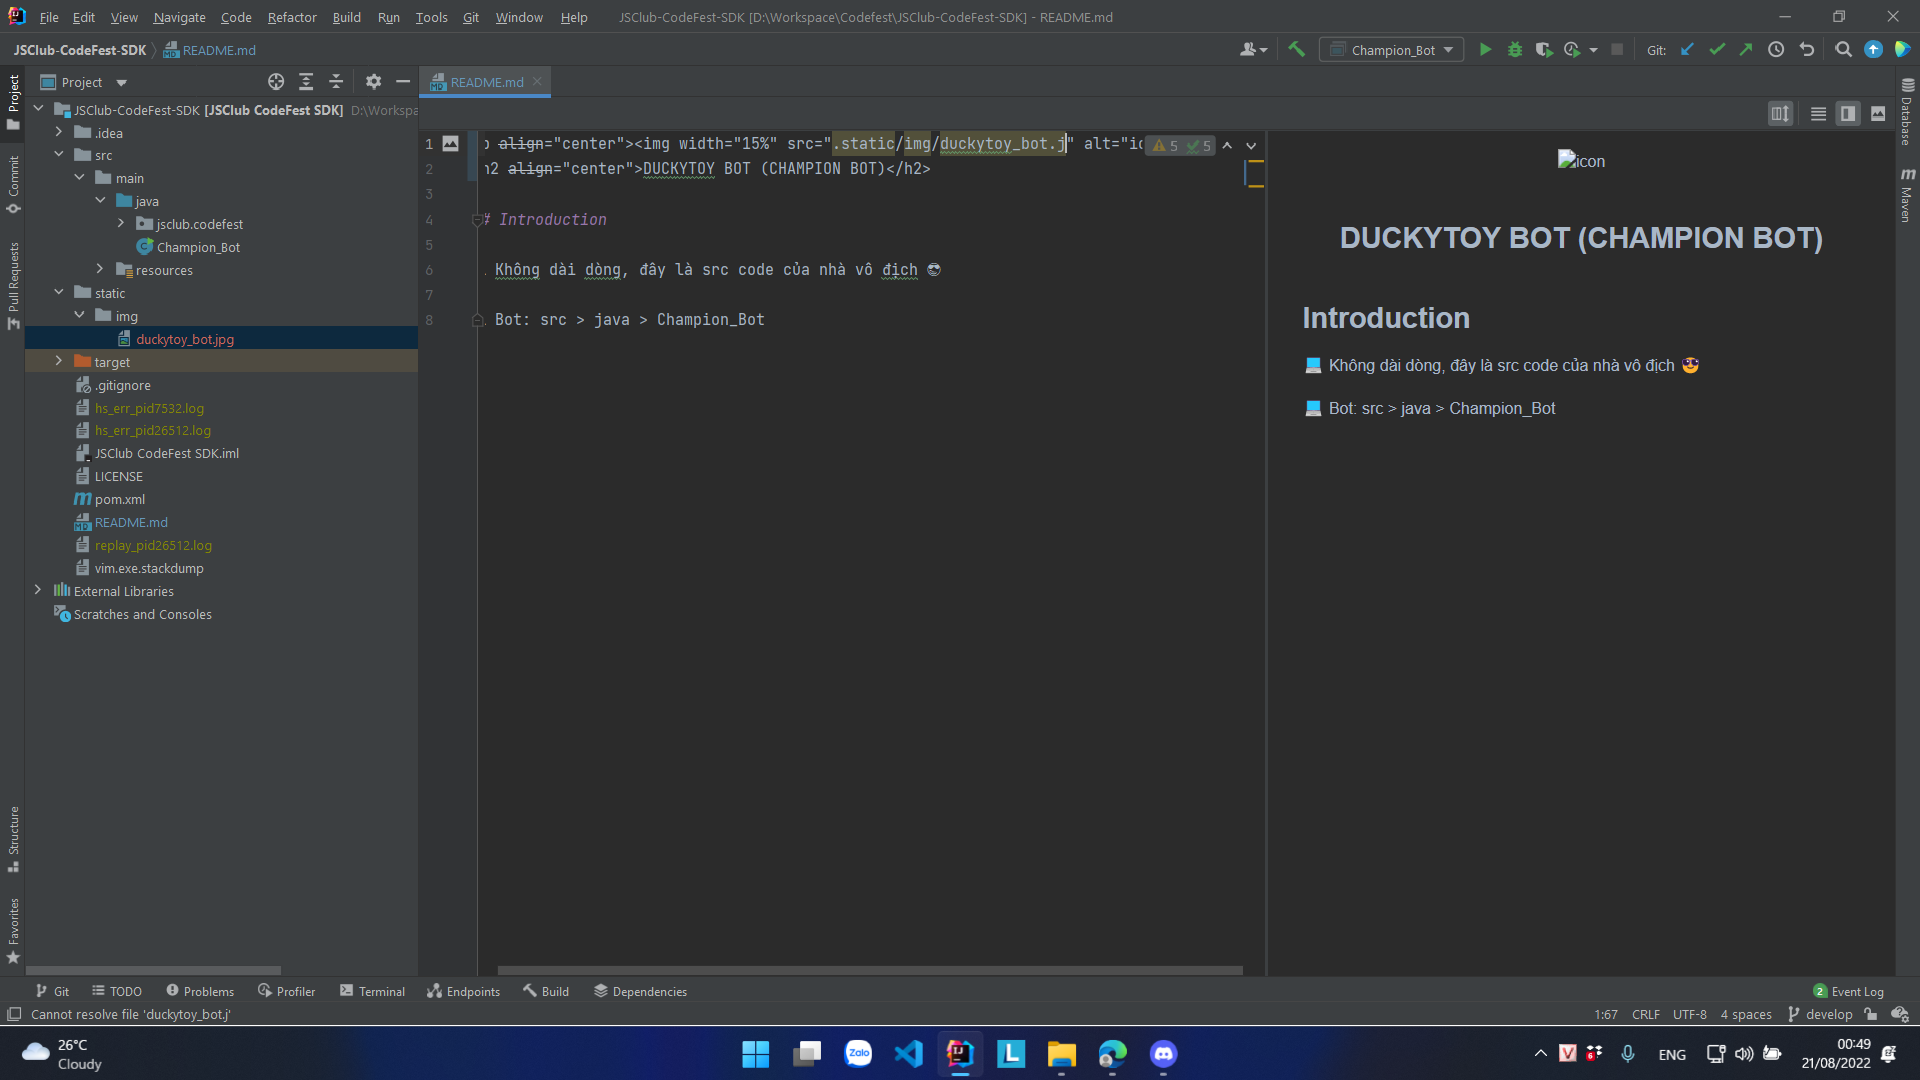 File Edit View Navigate Code Refactor Build Run Tools Git Window Help JSClub-CodeFest-SDK [D:\Workspace\Codefest\JSClub-CodeFest-SDK] - README.md
JSClub-CodeFest-SDK README.md Champion_Bot Git:
Project README.md
JSClub-CodeFest-SDK [JSClub CodeFest SDK]
.idea
src
main
java
jsclub.codefest
Champion_Bot
resources
static
img
duckytoy_bot.jpg
target
.gitignore
hs_err_pid7532.log
hs_err_pid26512.log
JSClub CodeFest SDK.iml
LICENSE
pom.xml
README.md
replay_pid26512.log
vim.exe.stackdump
External Libraries
Scratches and Consoles
Project
Commit
Pull Requests
Structure
Favorites
1 align="center"><img width="15%" src=".static/img/duckytoy_bot.j" alt="ic 5 5
2 h2 align="center">DUCKYTOY BOT (CHAMPION BOT)</h2>
3
4 # Introduction
5
6 Không dài dòng, đây là src code của nhà vô địch 😎
7
8 Bot: src > java > Champion_Bot
icon
DUCKYTOY BOT (CHAMPION BOT)
Introduction
💻 Không dài dòng, đây là src code của nhà vô địch 😎
💻 Bot: src > java > Champion_Bot
Database
Maven
Git TODO Problems Profiler Terminal Endpoints Build Dependencies 2 Event Log
Cannot resolve file 'duckytoy_bot.j' 1:67 CRLF UTF-8 4 spaces develop
26°C
Cloudy
Zalo
ENG
00:49
21/08/2022